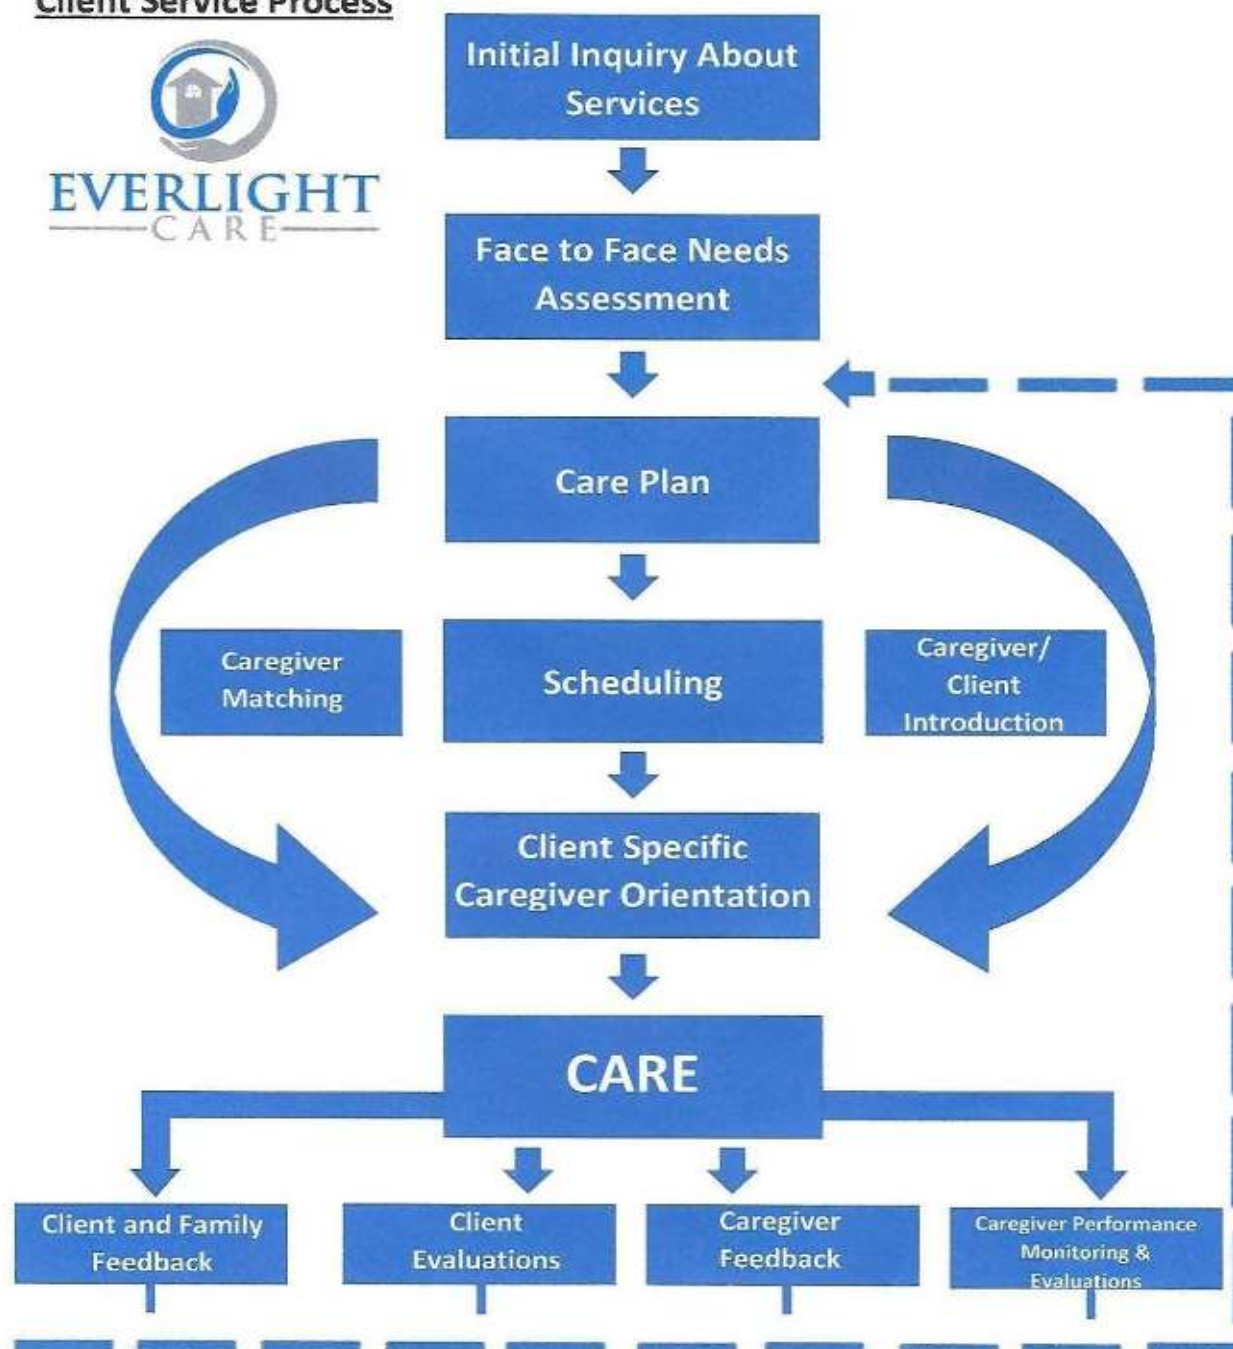 Client Service Process
EVERLIGHT
CARE
Initial Inquiry About
Services
Face to Face Needs
Assessment
Care Plan
Caregiver
Matching
Scheduling
Caregiver/
Client
Introduction
Client Specific
Caregiver Orientation
CARE
Client and Family
Feedback
Client
Evaluations
Caregiver
Feedback
Caregiver Performance
Monitoring &
Evaluations